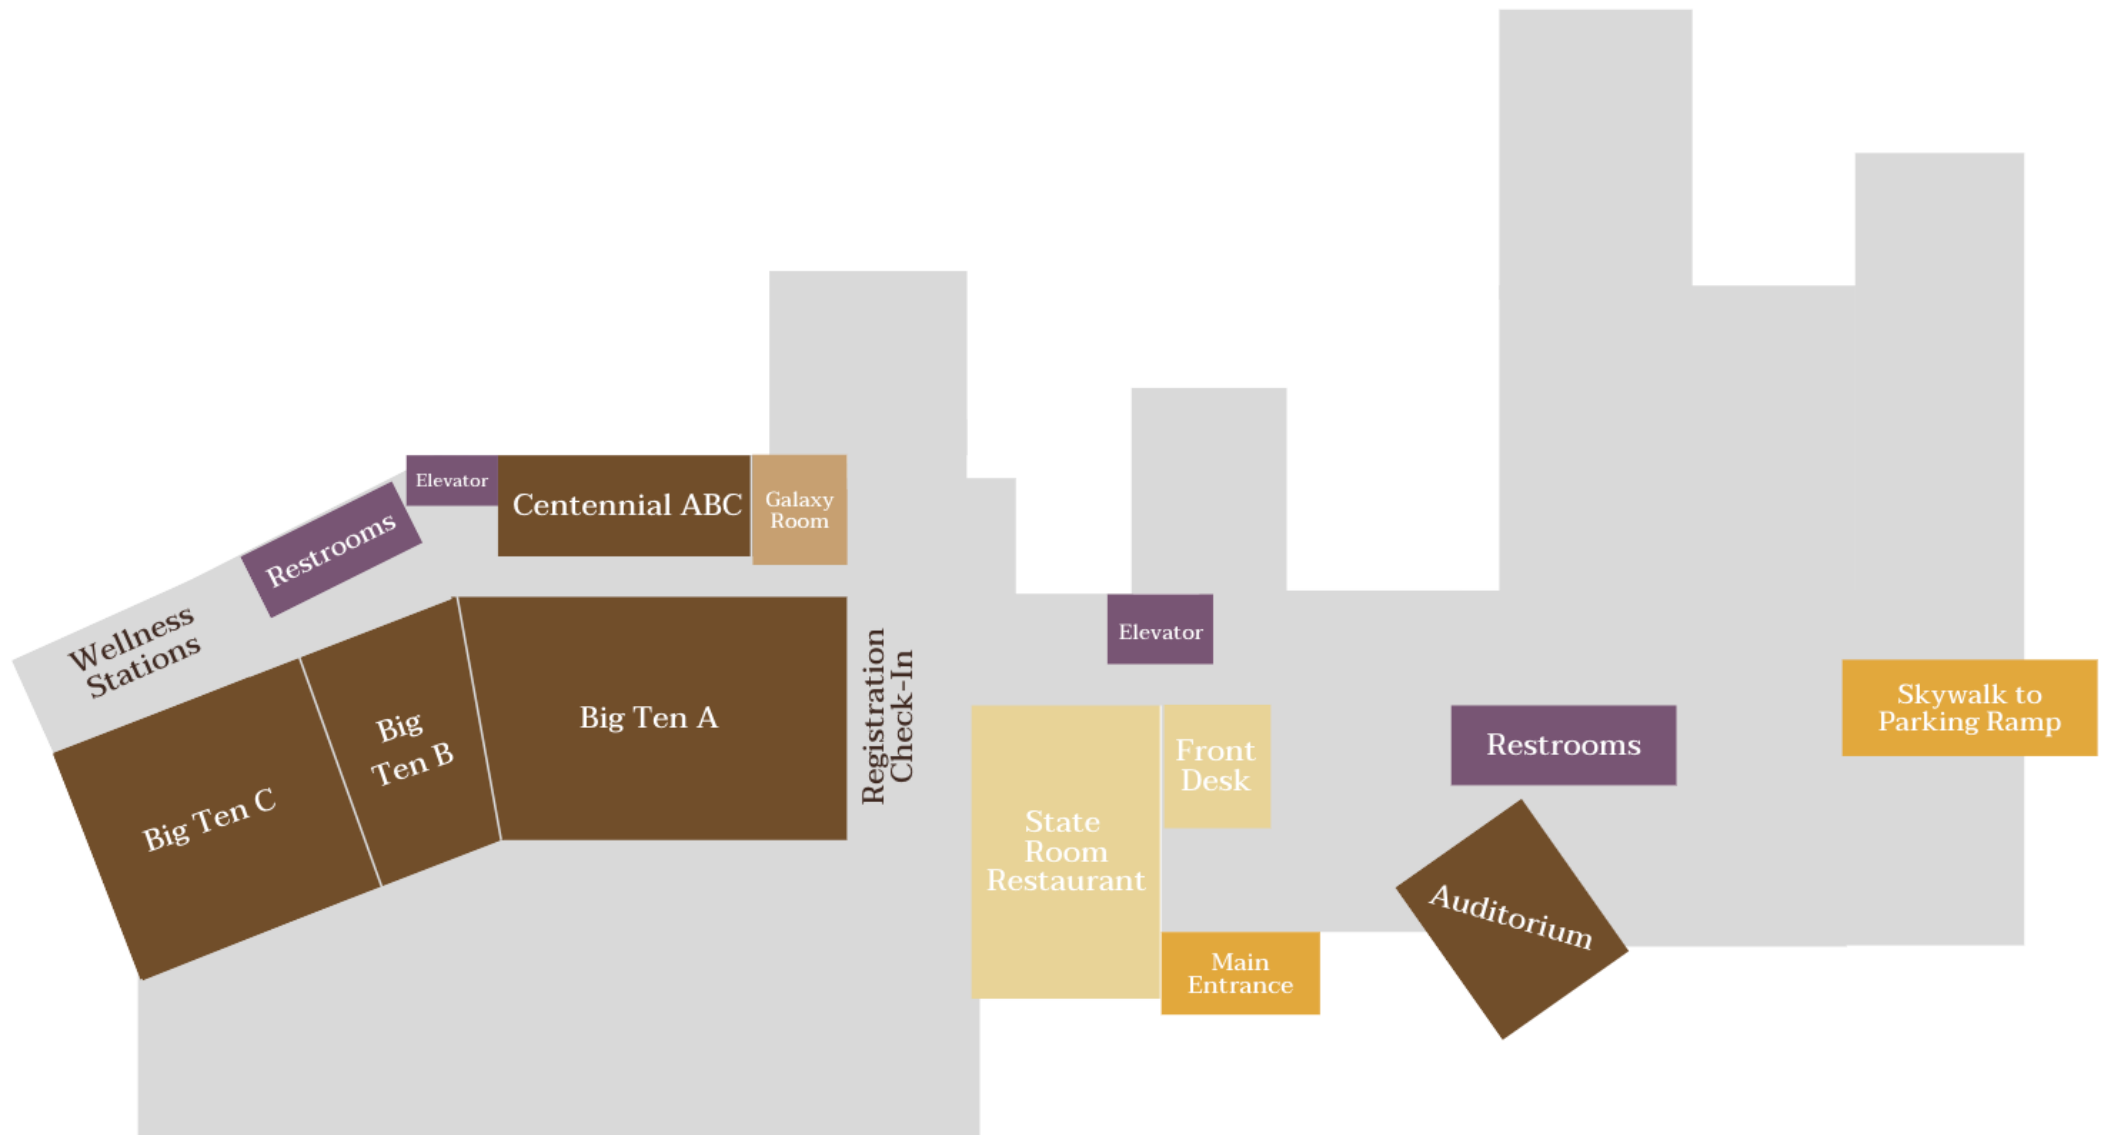 Elevator
Centennial ABC
Galaxy
Room
Restrooms
Wellness
Stations
Big Ten C
Big
Ten B
Big Ten A
Registration
Check-In
Elevator
State
Room
Restaurant
Front
Desk
Main
Entrance
Restrooms
Auditorium
Skywalk to
Parking Ramp